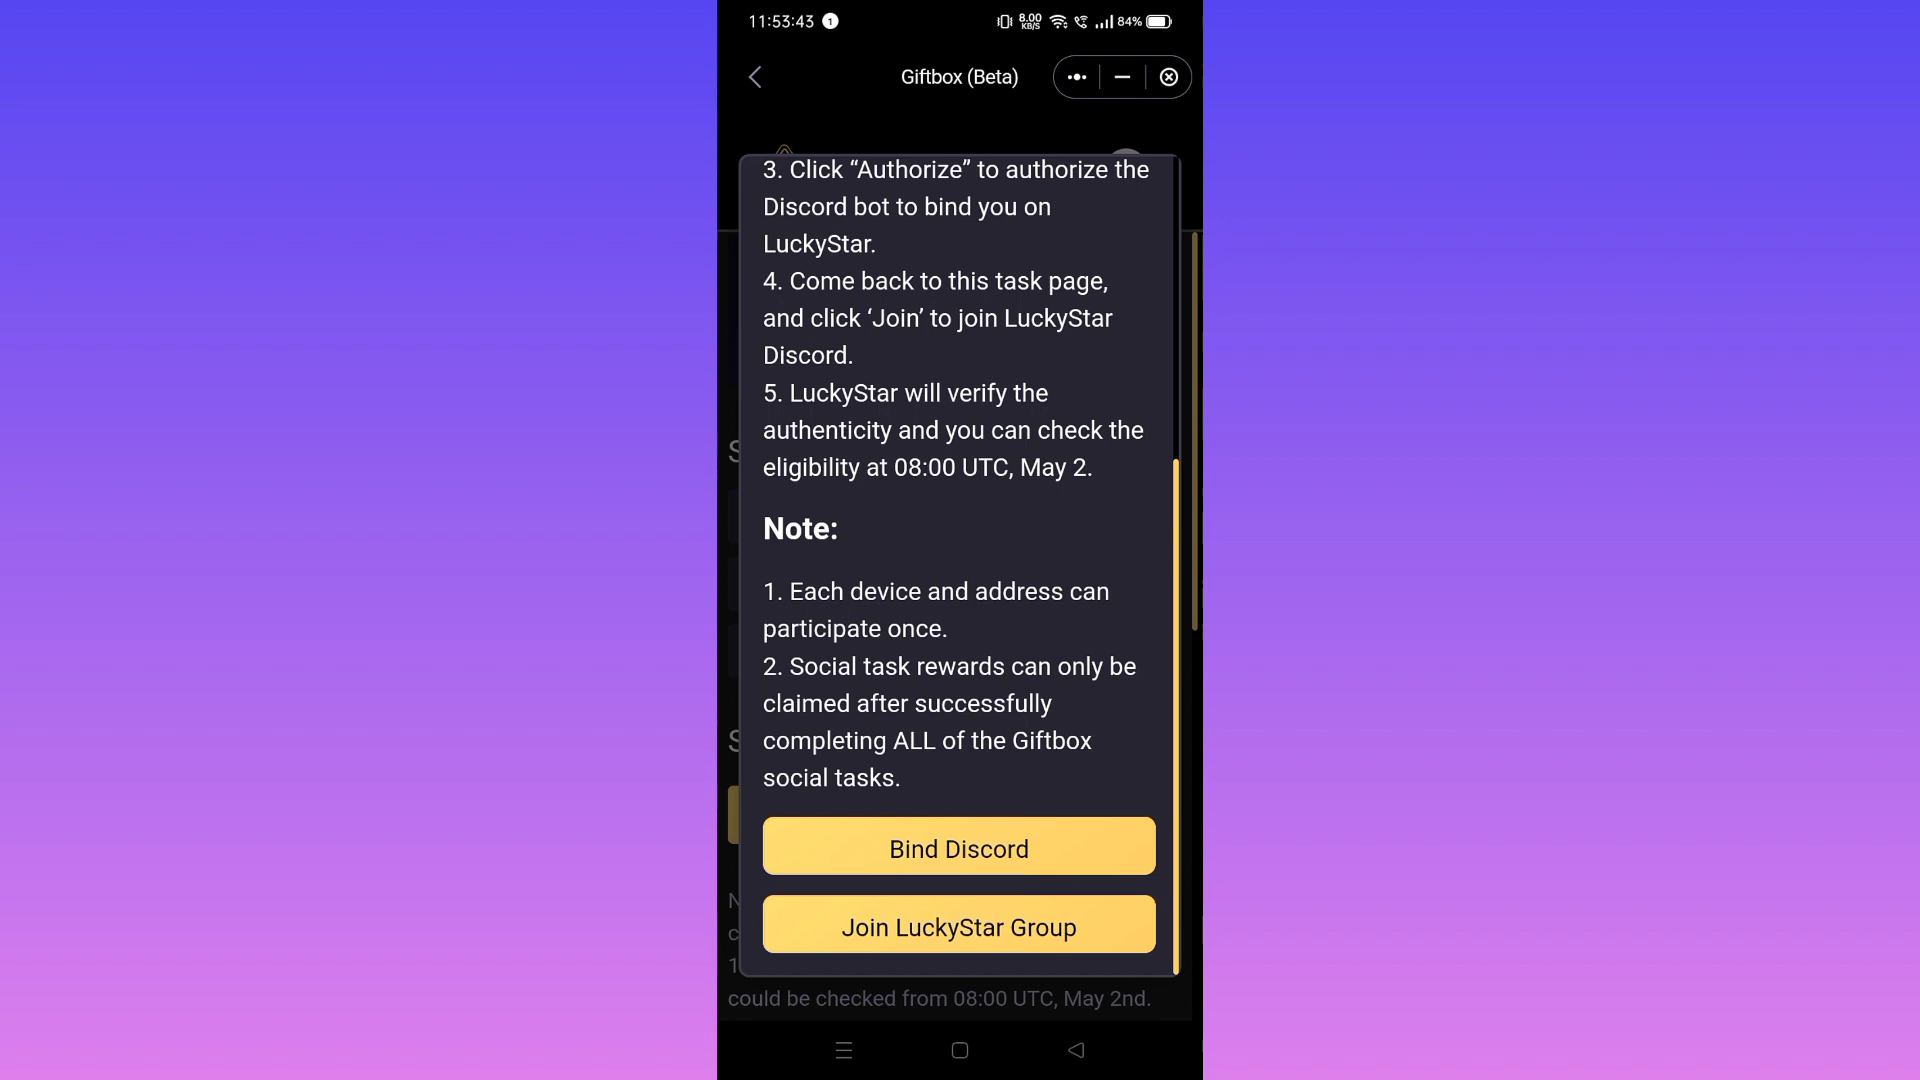 11:53:43 1 8.00 KB/S 84%
Giftbox (Beta)
3. Click “Authorize” to authorize the
Discord bot to bind you on
LuckyStar.
4. Come back to this task page,
and click ‘Join’ to join LuckyStar
Discord.
5. LuckyStar will verify the
authenticity and you can check the
eligibility at 08:00 UTC, May 2.
Note:
1. Each device and address can
participate once.
2. Social task rewards can only be
claimed after successfully
completing ALL of the Giftbox
social tasks.
Bind Discord
Join LuckyStar Group
could be checked from 08:00 UTC, May 2nd.